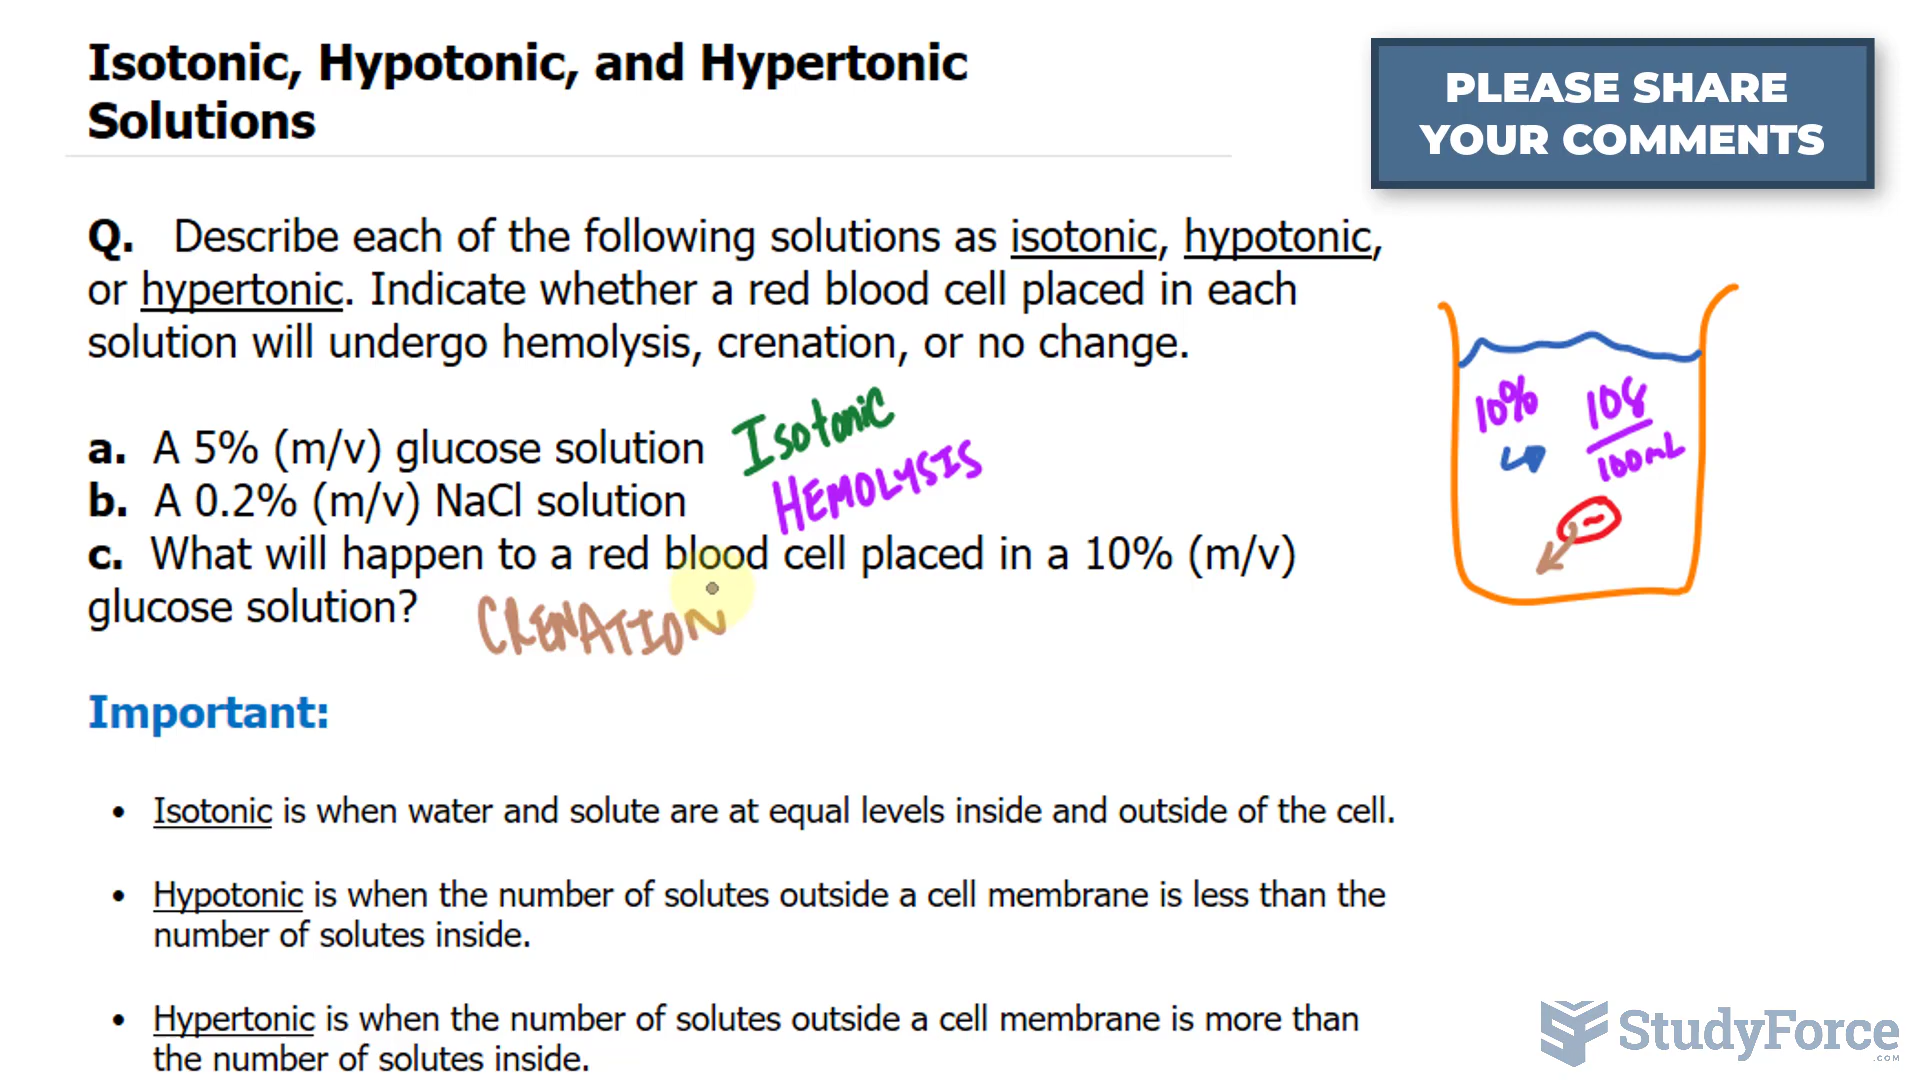 Isotonic, Hypotonic, and Hypertonic
Solutions
PLEASE SHARE
YOUR COMMENTS
Q. Describe each of the following solutions as isotonic, hypotonic,
or hypertonic. Indicate whether a red blood cell placed in each
solution will undergo hemolysis, crenation, or no change.
a. A 5% (m/v) glucose solution Isotonic
b. A 0.2% (m/v) NaCl solution HEMOLYSIS
c. What will happen to a red blood cell placed in a 10% (m/v)
glucose solution? CRENATION
10% 10g
100mL
Important:
• Isotonic is when water and solute are at equal levels inside and outside of the cell.
• Hypotonic is when the number of solutes outside a cell membrane is less than the
number of solutes inside.
• Hypertonic is when the number of solutes outside a cell membrane is more than
the number of solutes inside.
StudyForce
.COM